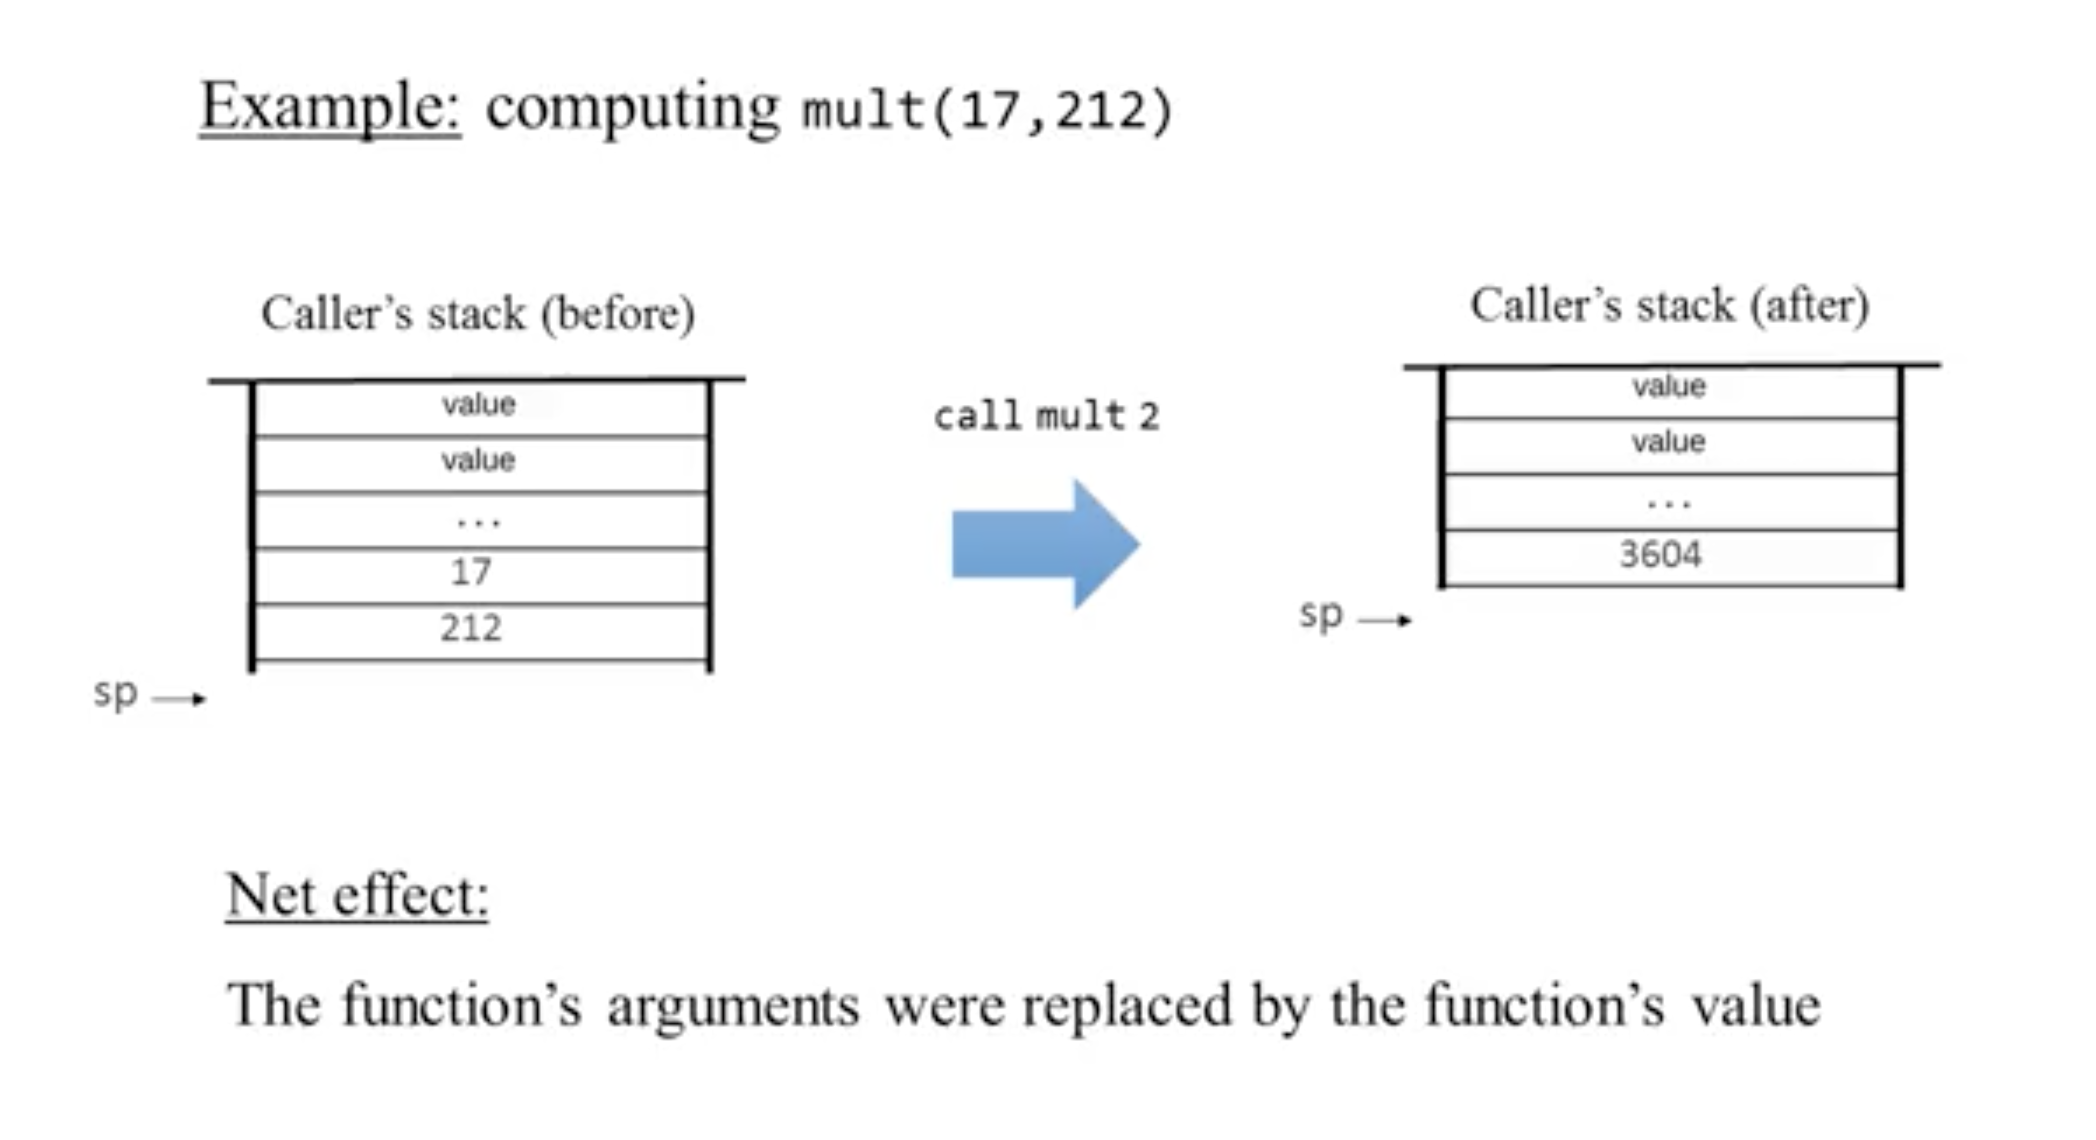 Example: computing mult(17,212)
Caller's stack (before)
value
value
...
17
212
sp
call mult 2
Caller's stack (after)
value
value
...
3604
sp
Net effect:
The function's arguments were replaced by the function's value